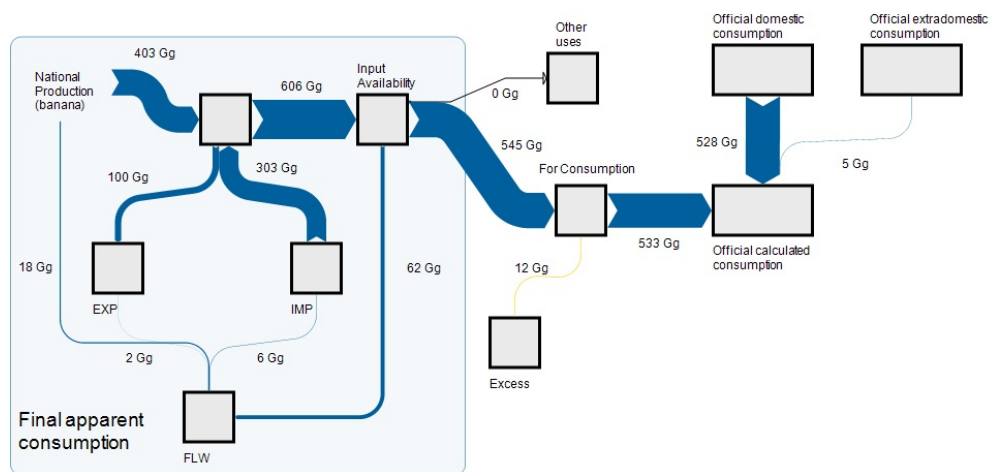 403 Gg
National
Production
(banana)
606 Gg
Input
Availability
Other
uses
0 Gg
Official domestic
consumption
Official extradomestic
consumption
100 Gg
303 Gg
545 Gg
528 Gg
5 Gg
For Consumption
533 Gg
Official calculated
consumption
18 Gg
62 Gg
12 Gg
EXP
IMP
2 Gg
6 Gg
Excess
Final apparent
consumption
FLW